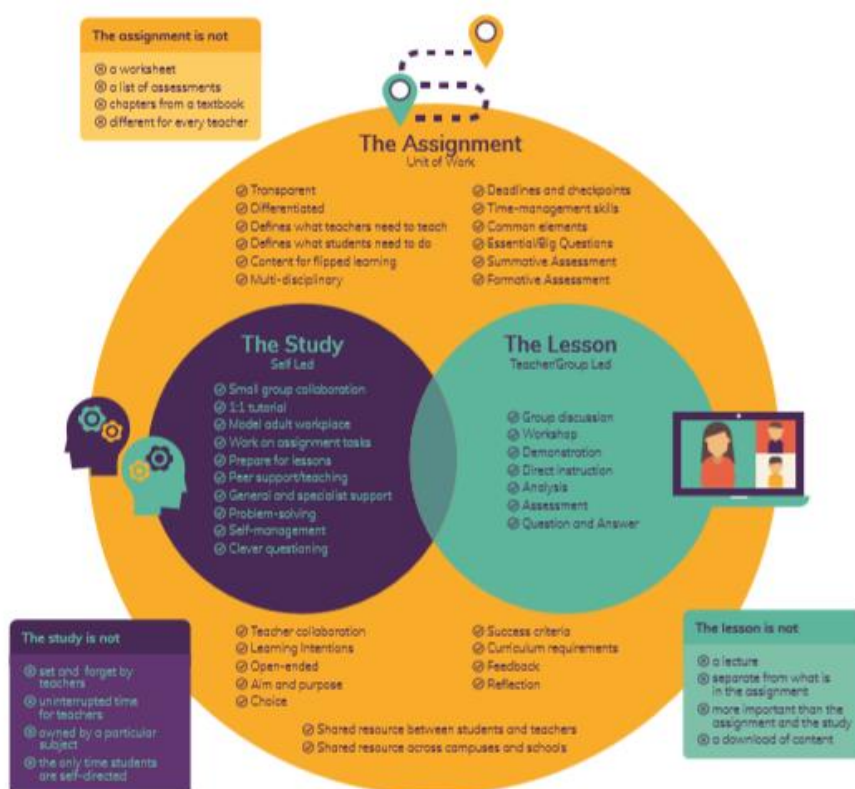 The assignment is not
a worksheet
a list of assessments
chapters from a textbook
different for every teacher
The Assignment
Unit of Work
Transparent
Differentiated
Defines what teachers need to teach
Defines what students need to do
Content for flipped learning
Multi-disciplinary
Deadlines and checkpoints
Time-management skills
Common elements
Essential/Big Questions
Summative Assessment
Formative Assessment
The Study
Self Led
Small group collaboration
1:1 tutorial
Model adult workplace
Work on assignment tasks
Prepare for lessons
Peer support/teaching
General and specialist support
Problem-solving
Self-management
Clever questioning
The Lesson
Teacher/Group Led
Group discussion
Workshop
Demonstration
Direct instruction
Analysis
Assessment
Question and Answer
The study is not
set and forget by
teachers
uninterrupted time
for teachers
owned by a particular
subject
the only time students
are self-directed
Teacher collaboration
Learning Intentions
Open-ended
Aim and purpose
Choice
Success criteria
Curriculum requirements
Feedback
Reflection
Shared resource between students and teachers
Shared resource across campuses and schools
The lesson is not
a lecture
separate from what is
in the assignment
more important than the
assignment and the study
a download of content